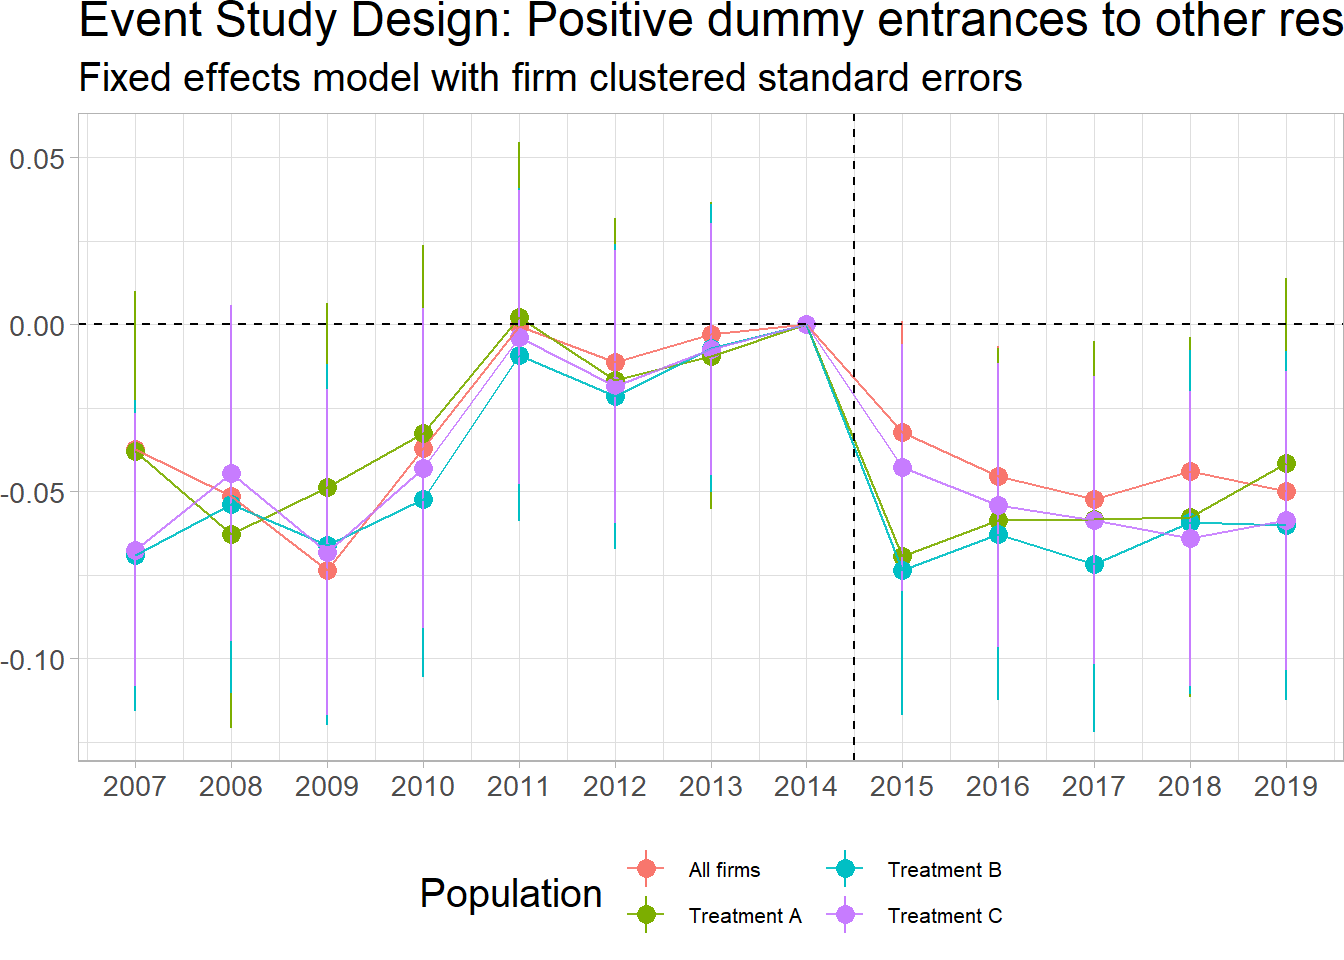 Event Study Design: Positive dummy entrances to other res
Fixed effects model with firm clustered standard errors
0.05
0.00
-0.05
-0.10
2007 2008 2009 2010 2011 2012 2013 2014 2015 2016 2017 2018 2019
Population
All firms
Treatment B
Treatment A
Treatment C